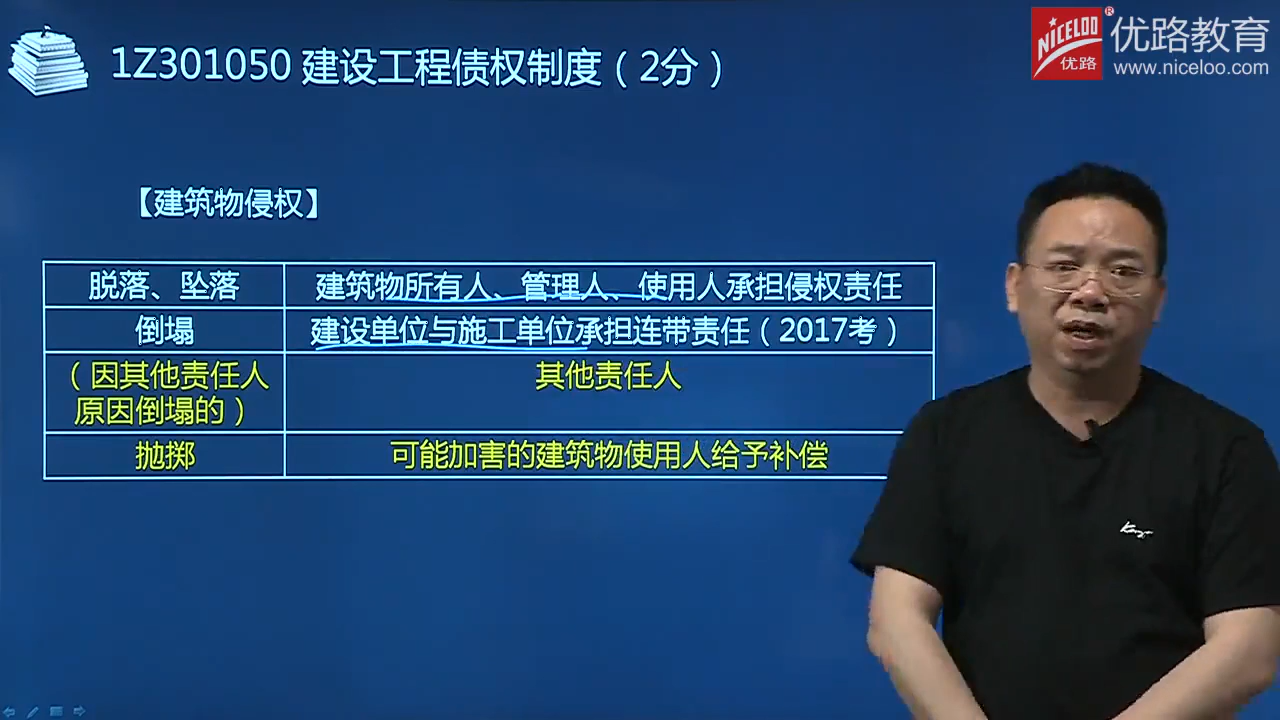 1Z301050 建设工程债权制度（2分）
NICELOO
优路
®
优路教育
www.niceloo.com
【建筑物侵权】
脱落、坠落
建筑物所有人、管理人、使用人承担侵权责任
倒塌
建设单位与施工单位承担连带责任（2017考）
（因其他责任人
原因倒塌的）
其他责任人
抛掷
可能加害的建筑物使用人给予补偿